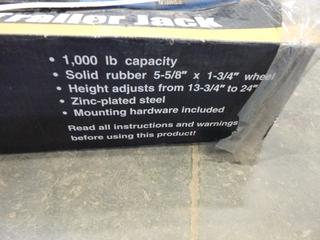 Trailer Jack
• 1,000 lb capacity
• Solid rubber 5-5/8" x 1-3/4" wheel
• Height adjusts from 13-3/4" to 24"
• Zinc-plated steel
• Mounting hardware included
Read all instructions and warnings
before using this product!